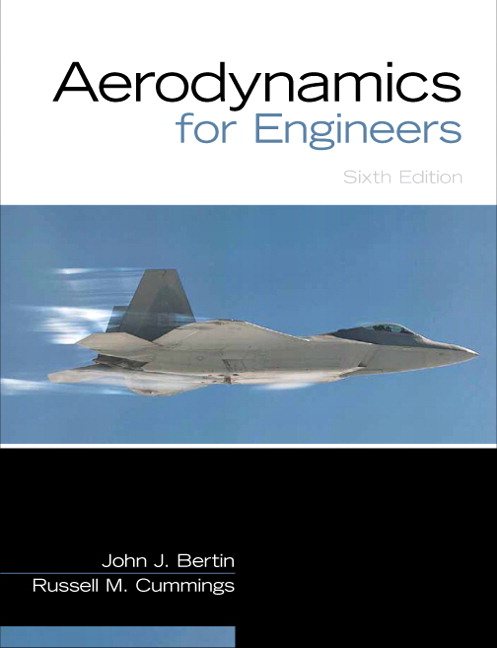 Aerodynamics
for Engineers
Sixth Edition
John J. Bertin
Russell M. Cummings